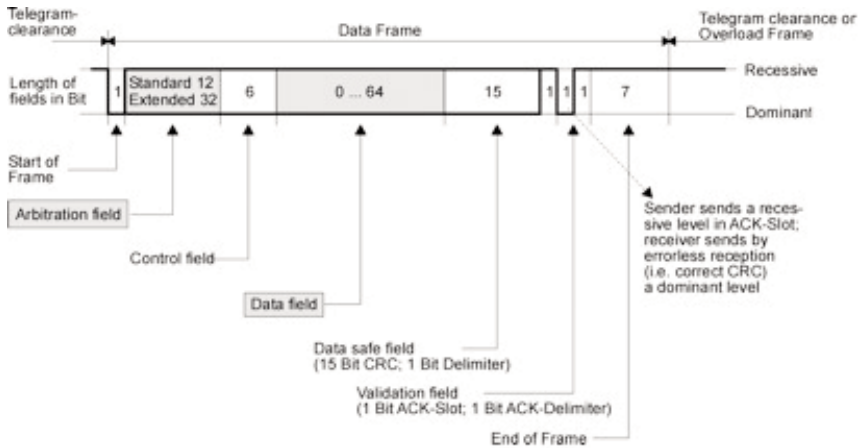 Telegram-
clearance
Data Frame
Telegram clearance or
Overload Frame
Length of
fields in Bit
1
Standard 12
Extended 32
6
0 ... 64
15
1
1
1
7
Recessive
Dominant
Start of
Frame
Arbitration field
Control field
Data field
Data safe field
(15 Bit CRC; 1 Bit Delimiter)
Validation field
(1 Bit ACK-Slot; 1 Bit ACK-Delimiter)
End of Frame
Sender sends a reces-
sive level in ACK-Slot;
receiver sends by
errorless reception
(i.e. correct CRC)
a dominant level